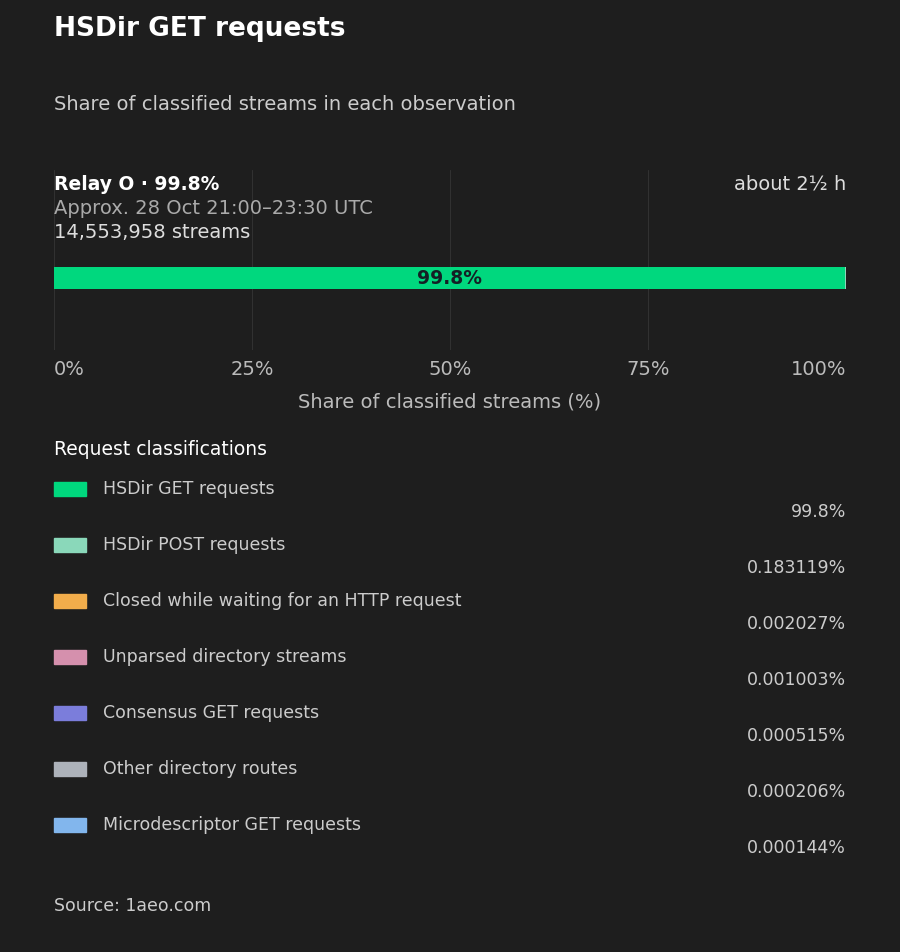 HSDir GET requests
Share of classified streams in each observation
Relay O · 99.8% about 2½ h
Approx. 28 Oct 21:00–23:30 UTC
14,553,958 streams
99.8%
0% 25% 50% 75% 100%
Share of classified streams (%)
Request classifications
HSDir GET requests
99.8%
HSDir POST requests
0.183119%
Closed while waiting for an HTTP request
0.002027%
Unparsed directory streams
0.001003%
Consensus GET requests
0.000515%
Other directory routes
0.000206%
Microdescriptor GET requests
0.000144%
Source: 1aeo.com